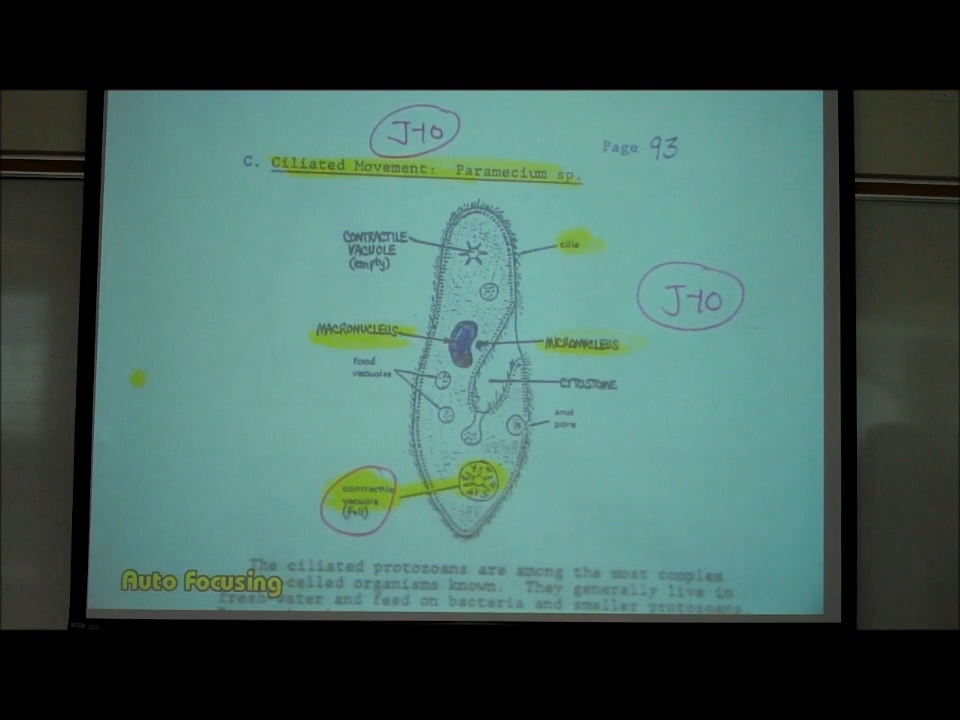 J-10
Page 93
C. Ciliated Movement: Paramecium sp.
CONTRACTILE
VACUOLE
(empty)
cilia
J-10
MACRONUCLEUS
MICRONUCLEUS
food
vacuoles
CYTOSTOME
anal
pore
contractile
vacuole
(full)
The ciliated protozoans are among the most complex
-celled organisms known. They generally live in
fresh water and feed on bacteria and smaller protozoans.
Auto Focusing